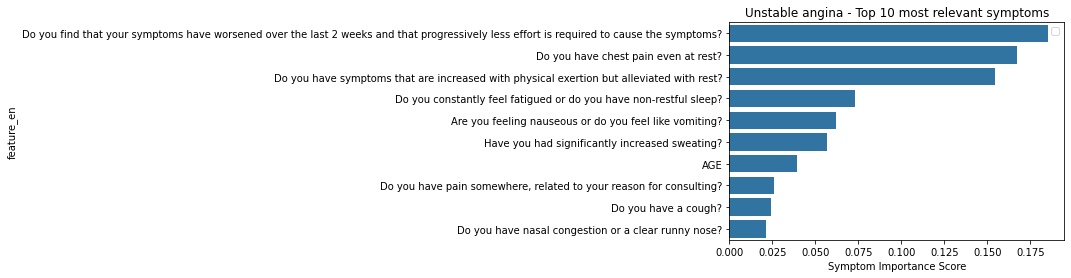 Unstable angina - Top 10 most relevant symptoms
Do you find that your symptoms have worsened over the last 2 weeks and that progressively less effort is required to cause the symptoms?
Do you have chest pain even at rest?
Do you have symptoms that are increased with physical exertion but alleviated with rest?
Do you constantly feel fatigued or do you have non-restful sleep?
Are you feeling nauseous or do you feel like vomiting?
Have you had significantly increased sweating?
AGE
Do you have pain somewhere, related to your reason for consulting?
Do you have a cough?
Do you have nasal congestion or a clear runny nose?
feature_en
0.000 0.025 0.050 0.075 0.100 0.125 0.150 0.175
Symptom Importance Score